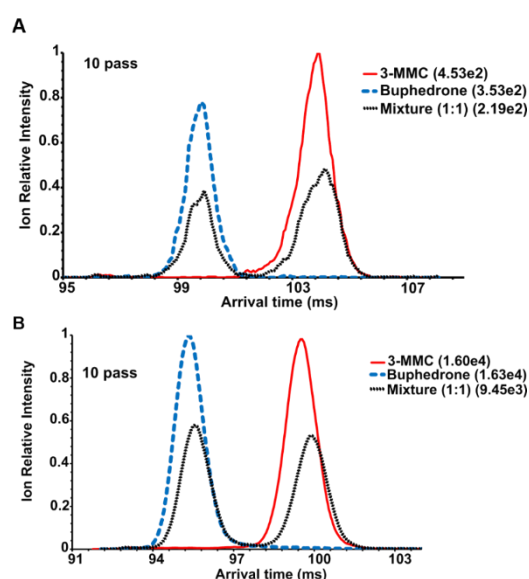 A
10 pass
3-MMC (4.53e2)
Buphedrone (3.53e2)
Mixture (1:1) (2.19e2)
Ion Relative Intensity
1
0.8
0.6
0.4
0.2
0
95
99
103
107
Arrival time (ms)
B
10 pass
3-MMC (1.60e4)
Buphedrone (1.63e4)
Mixture (1:1) (9.45e3)
Ion Relative Intensity
1
0.8
0.6
0.4
0.2
0
91
94
97
100
103
Arrival time (ms)